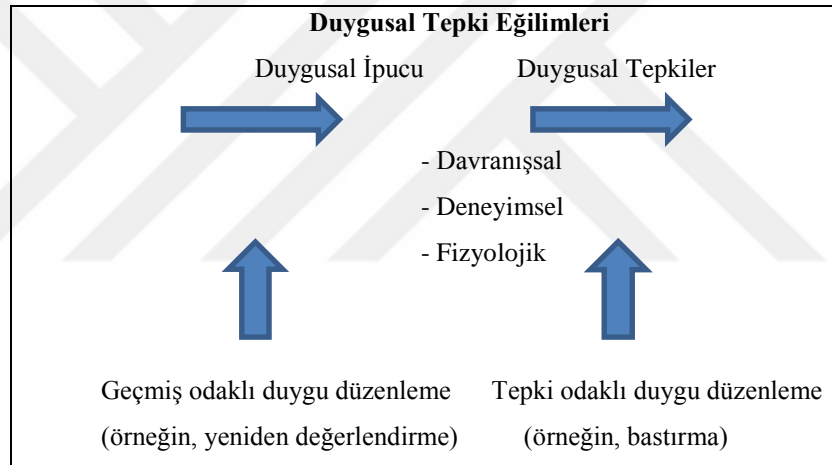 Duygusal Tepki Eğilimleri
Duygusal İpucu Duygusal Tepkiler
- Davranışsal
- Deneyimsel
- Fizyolojik
Geçmiş odaklı duygu düzenleme Tepki odaklı duygu düzenleme
(örneğin, yeniden değerlendirme) (örneğin, bastırma)